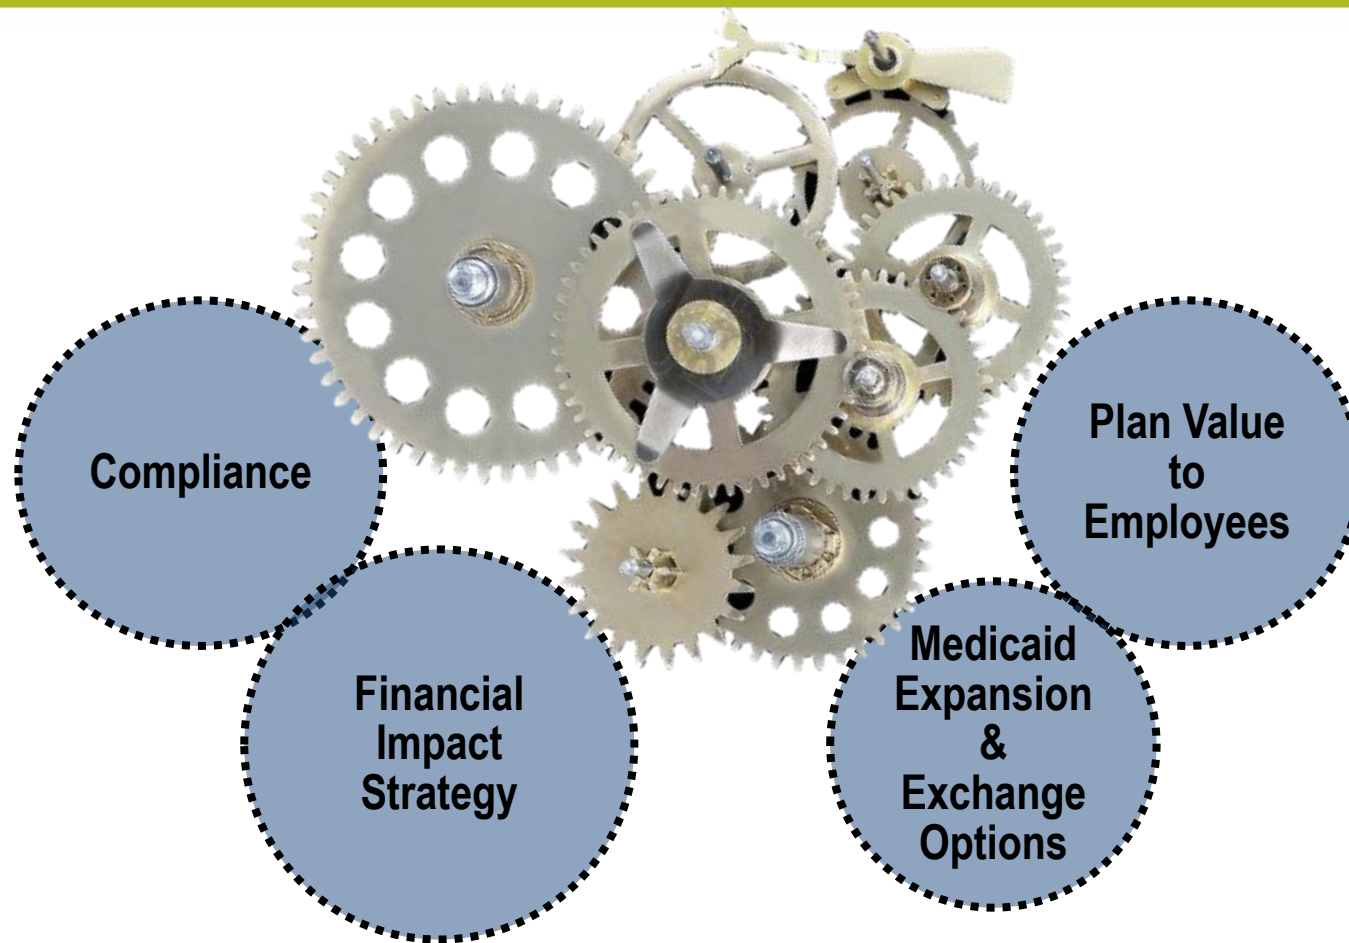 Compliance
Financial
Impact
Strategy
Medicaid
Expansion
&
Exchange
Options
Plan Value
to
Employees